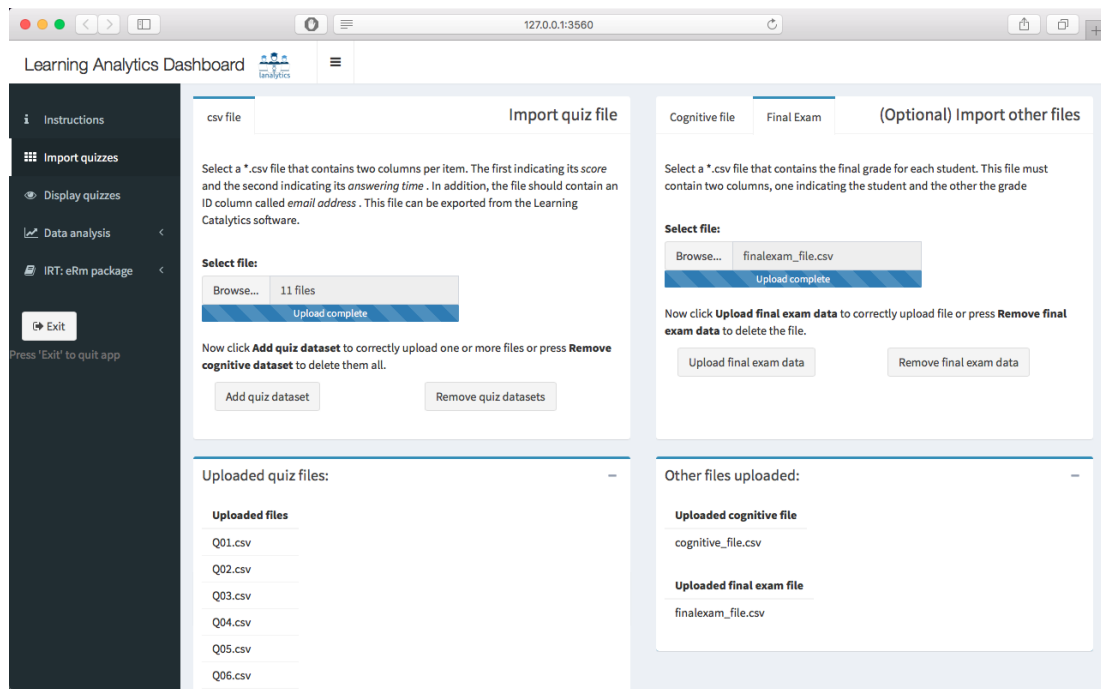 127.0.0.1:3560
Learning Analytics Dashboard
lanalytics
Instructions
Import quizzes
Display quizzes
Data analysis
IRT: eRm package
Exit
Press 'Exit' to quit app
csv file
Import quiz file
Select a *.csv file that contains two columns per item. The first indicating its score
and the second indicating its answering time . In addition, the file should contain an
ID column called email address . This file can be exported from the Learning
Catalytics software.
Select file:
Browse... 11 files
Upload complete
Now click Add quiz dataset to correctly upload one or more files or press Remove
cognitive dataset to delete them all.
Add quiz dataset
Remove quiz datasets
Cognitive file
Final Exam
(Optional) Import other files
Select a *.csv file that contains the final grade for each student. This file must
contain two columns, one indicating the student and the other the grade
Select file:
Browse... finalexam_file.csv
Upload complete
Now click Upload final exam data to correctly upload file or press Remove final
exam data to delete the file.
Upload final exam data
Remove final exam data
Uploaded quiz files:
Uploaded files
Q01.csv
Q02.csv
Q03.csv
Q04.csv
Q05.csv
Q06.csv
Other files uploaded:
Uploaded cognitive file
cognitive_file.csv
Uploaded final exam file
finalexam_file.csv